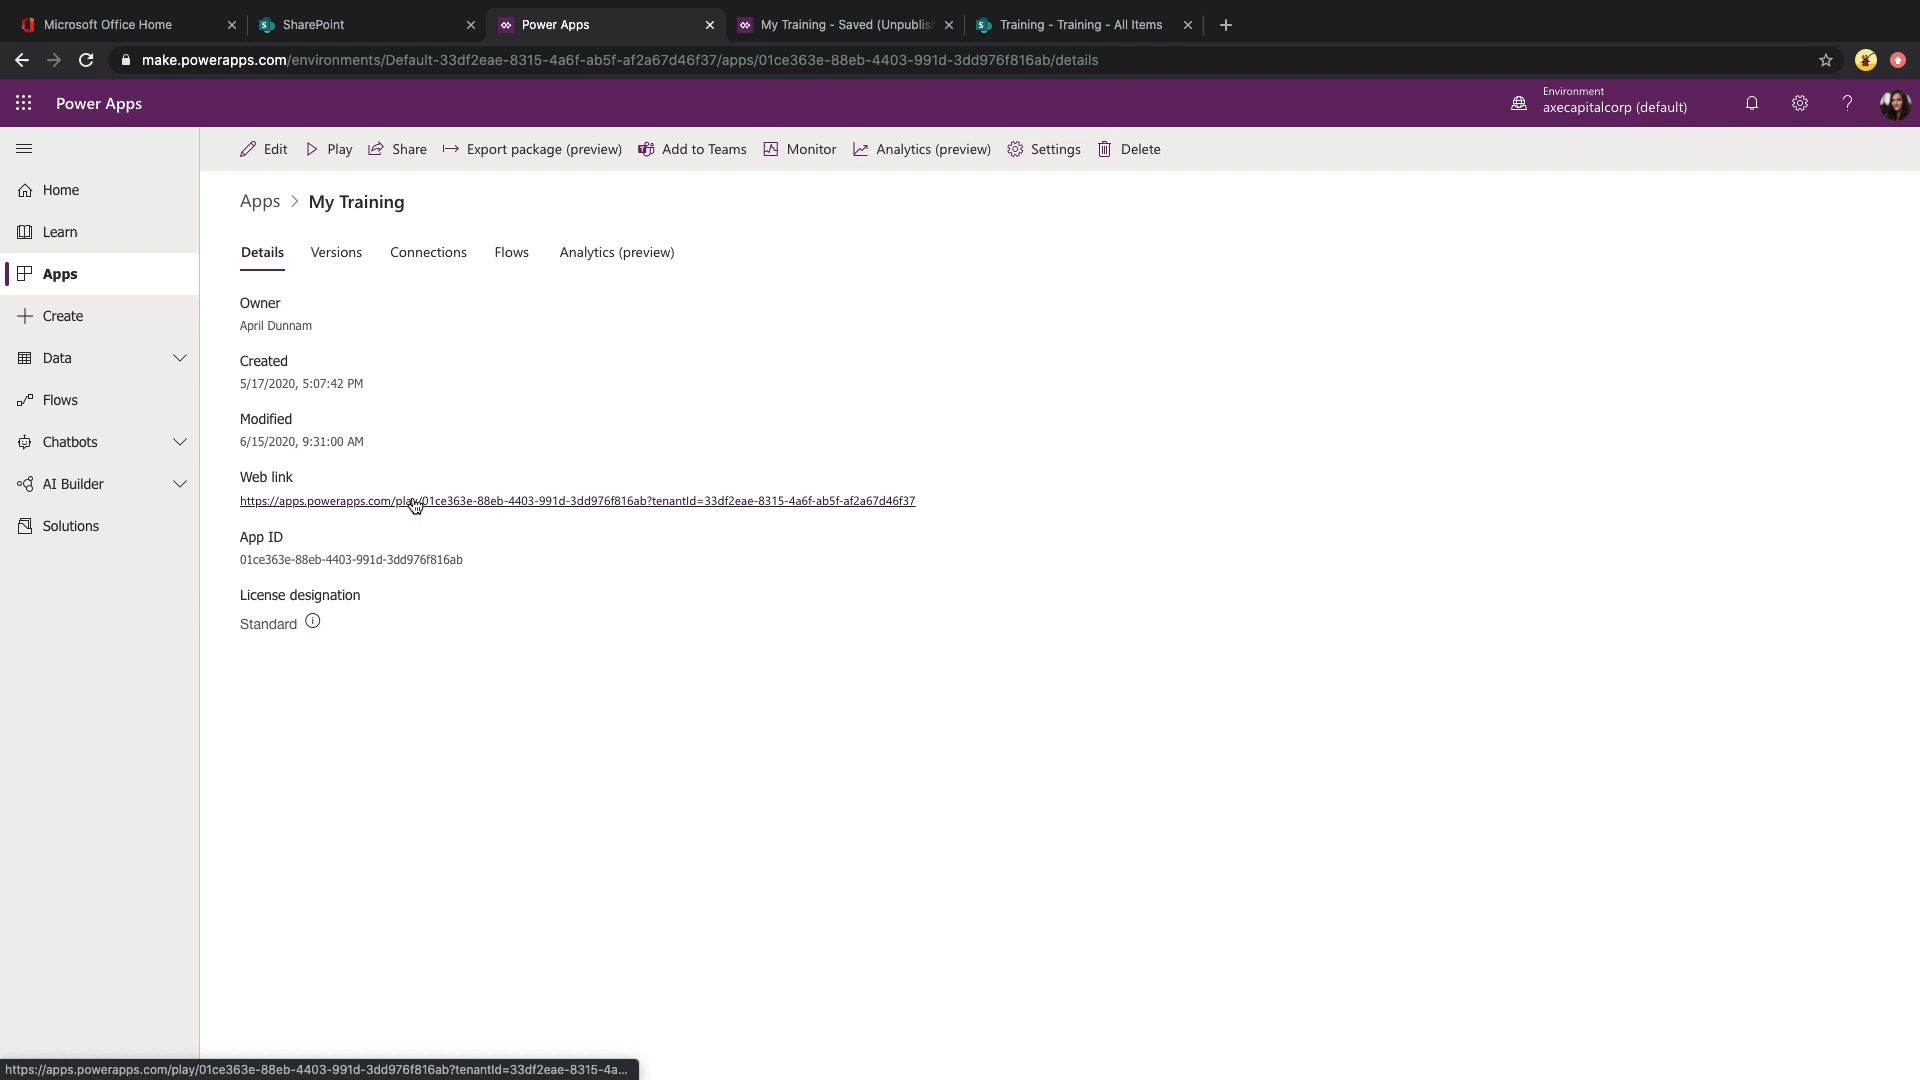 Microsoft Office Home
SharePoint
Power Apps
My Training - Saved (Unpublis
Training - Training - All Items
make.powerapps.com/environments/Default-33df2eae-8315-4a6f-ab5f-af2a67d46f37/apps/01ce363e-88eb-4403-991d-3dd976f816ab/details
Power Apps
Environment
axecapitalcorp (default)
Edit
Play
Share
Export package (preview)
Add to Teams
Monitor
Analytics (preview)
Settings
Delete
Home
Learn
Apps
Create
Data
Flows
Chatbots
AI Builder
Solutions
Apps > My Training
Details
Versions
Connections
Flows
Analytics (preview)
Owner
April Dunnam
Created
5/17/2020, 5:07:42 PM
Modified
6/15/2020, 9:31:00 AM
Web link
https://apps.powerapps.com/play/01ce363e-88eb-4403-991d-3dd976f816ab?tenantId=33df2eae-8315-4a6f-ab5f-af2a67d46f37
App ID
01ce363e-88eb-4403-991d-3dd976f816ab
License designation
Standard
https://apps.powerapps.com/play/01ce363e-88eb-4403-991d-3dd976f816ab?tenantId=33df2eae-8315-4a...